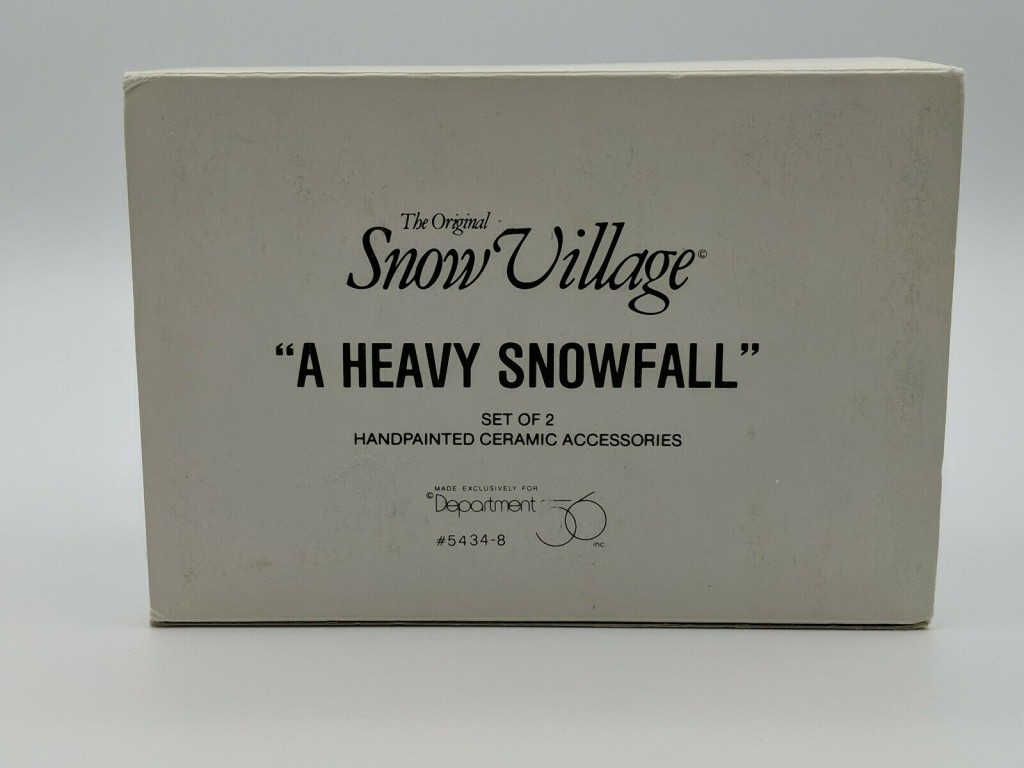 The Original
Snow Village©
“A HEAVY SNOWFALL”
SET OF 2
HANDPAINTED CERAMIC ACCESSORIES
MADE EXCLUSIVELY FOR
©Department 56 inc.
#5434-8